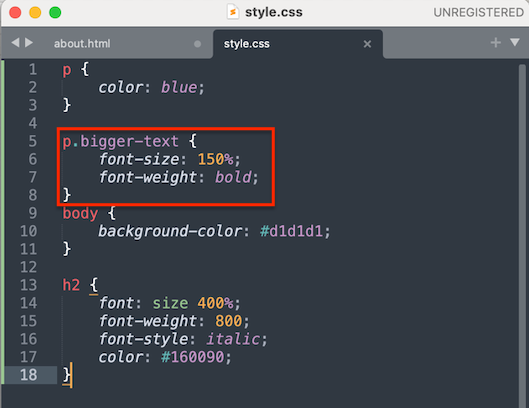 style.css
UNREGISTERED
about.html
style.css
1 p {
2 color: blue;
3 }
4
5 p.bigger-text {
6 font-size: 150%;
7 font-weight: bold;
8 }
9 body {
10 background-color: #d1d1d1;
11 }
12
13 h2 {
14 font: size 400%;
15 font-weight: 800;
16 font-style: italic;
17 color: #160090;
18 }